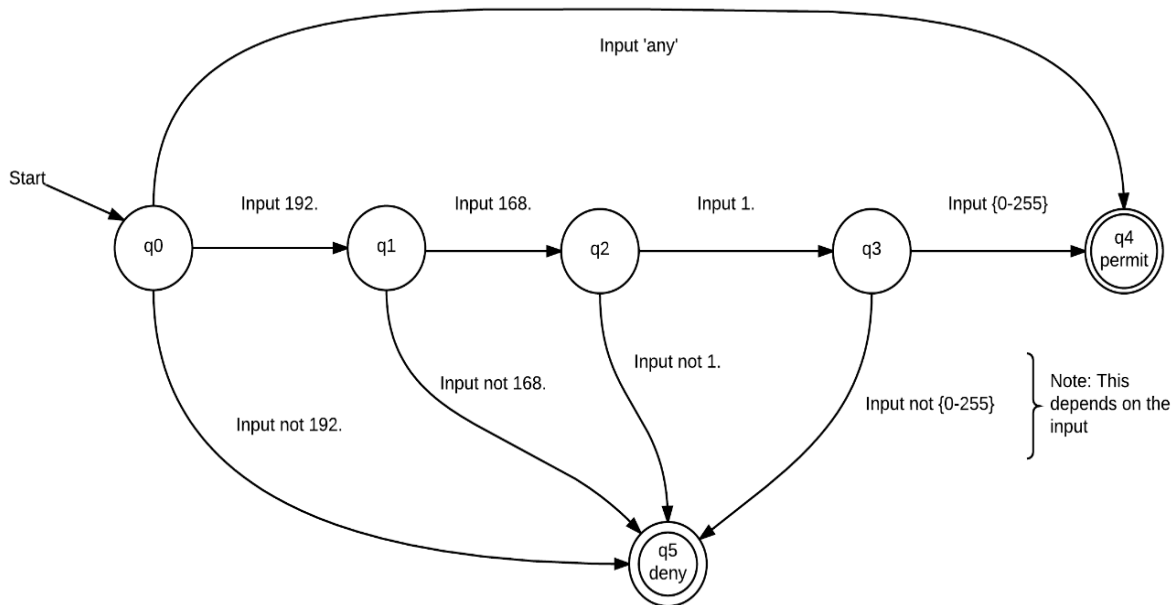 Input 'any'
Start
Input 192.
Input 168.
Input 1.
Input {0-255}
q0
q1
q2
q3
q4
permit
Input not 1.
Input not 168.
Input not 192.
Input not {0-255}
Note: This
depends on the
input
q5
deny